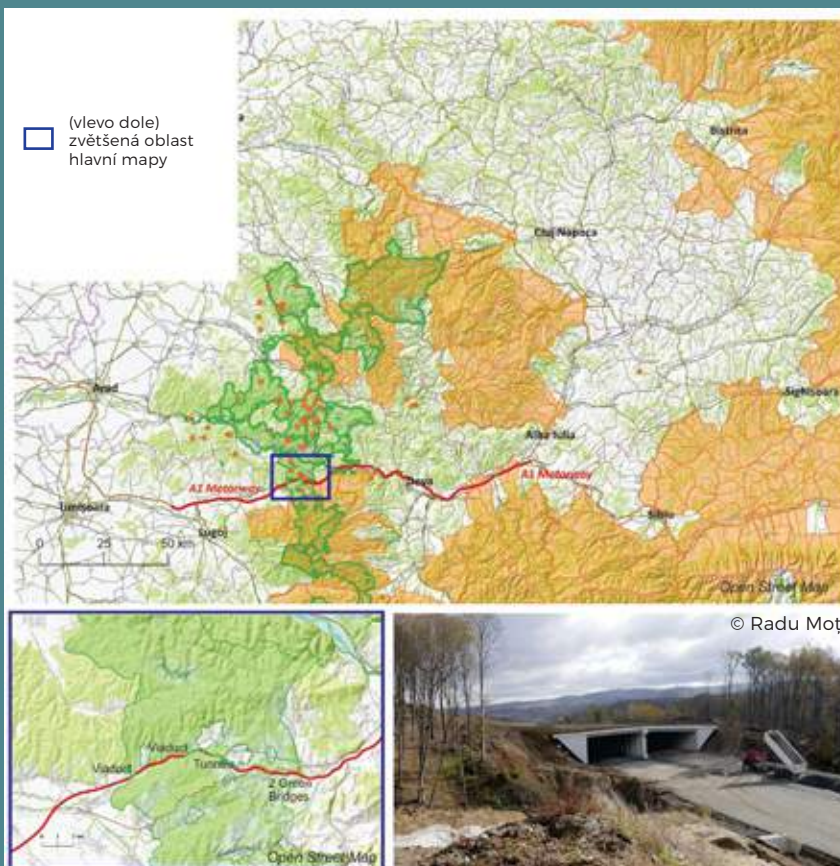 (vlevo dole)
zvětšená oblast
hlavní mapy
Bistrita
Cluj Napoca
Arad
Sighisoara
Alba Iulia
A1 Motorway
Deva
A1 Motorway
Timisoara
Lugoj
Sibiu
0 25 50 km
Open Street Map
© Radu Moț
Viaduct
Viaduct
Tunnels
2 Green
Bridges
Open Street Map